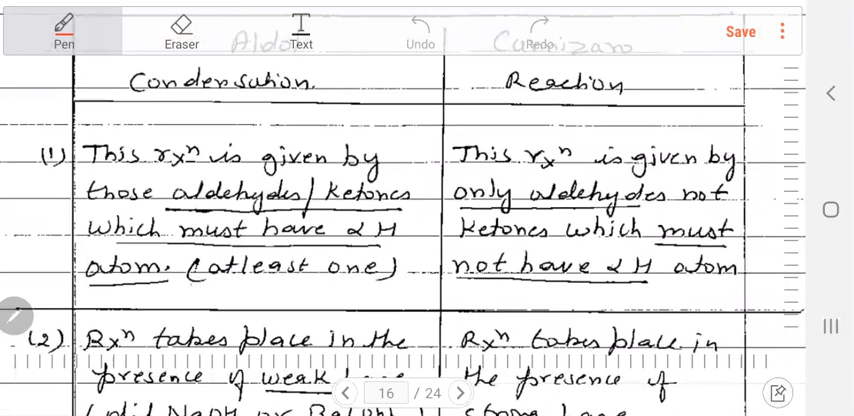 Pen
Eraser
Text
Undo
Redo
Save
Aldol
Cannizaro
Condensation.
Reaction
(1) This rxⁿ is given by
those aldehydes/Ketones
which must have α H
atom. (atleast one)
This rxⁿ is given by
only aldehydes not
Ketones which must
not have α H atom
(2) Rxⁿ takes place in the
presence of weak
Rxⁿ takes place in
the presence of
16 / 24